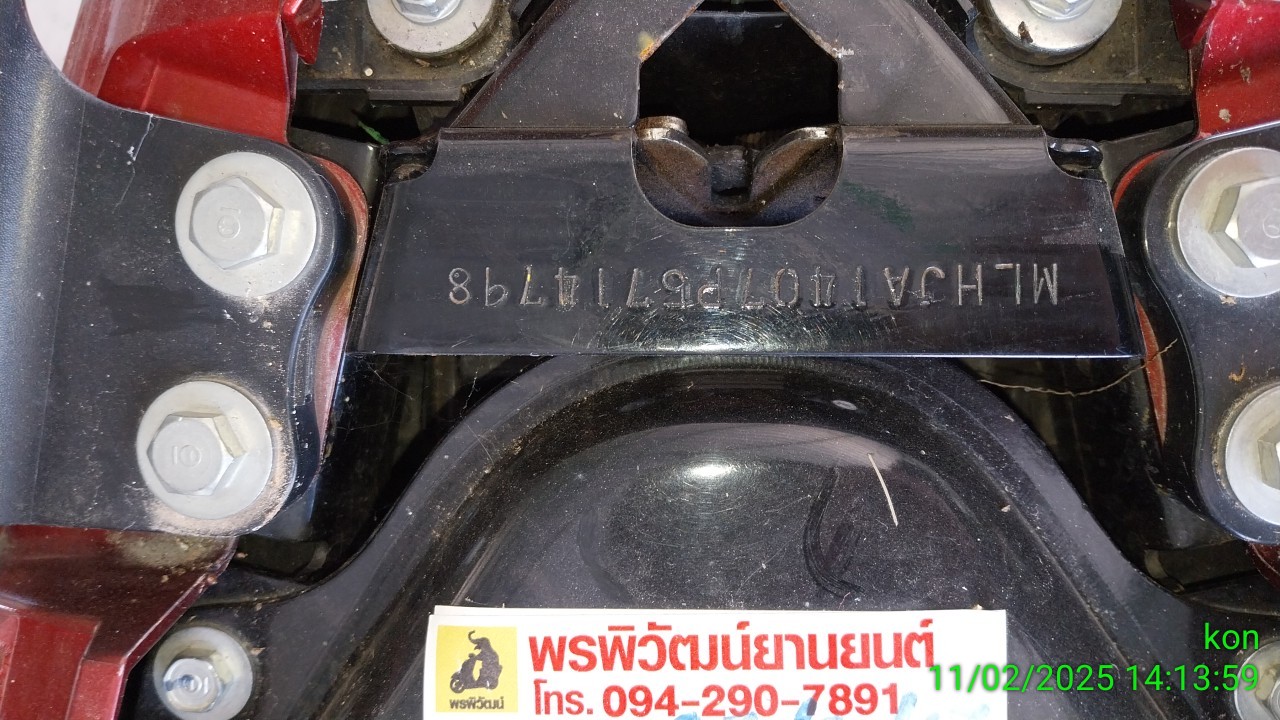 MLHJA1407P5714798
พรพิวัฒน์ยานยนต์
โทร. 094-290-7891
พรพิวัฒน์
kon
11/02/2025 14:13:59